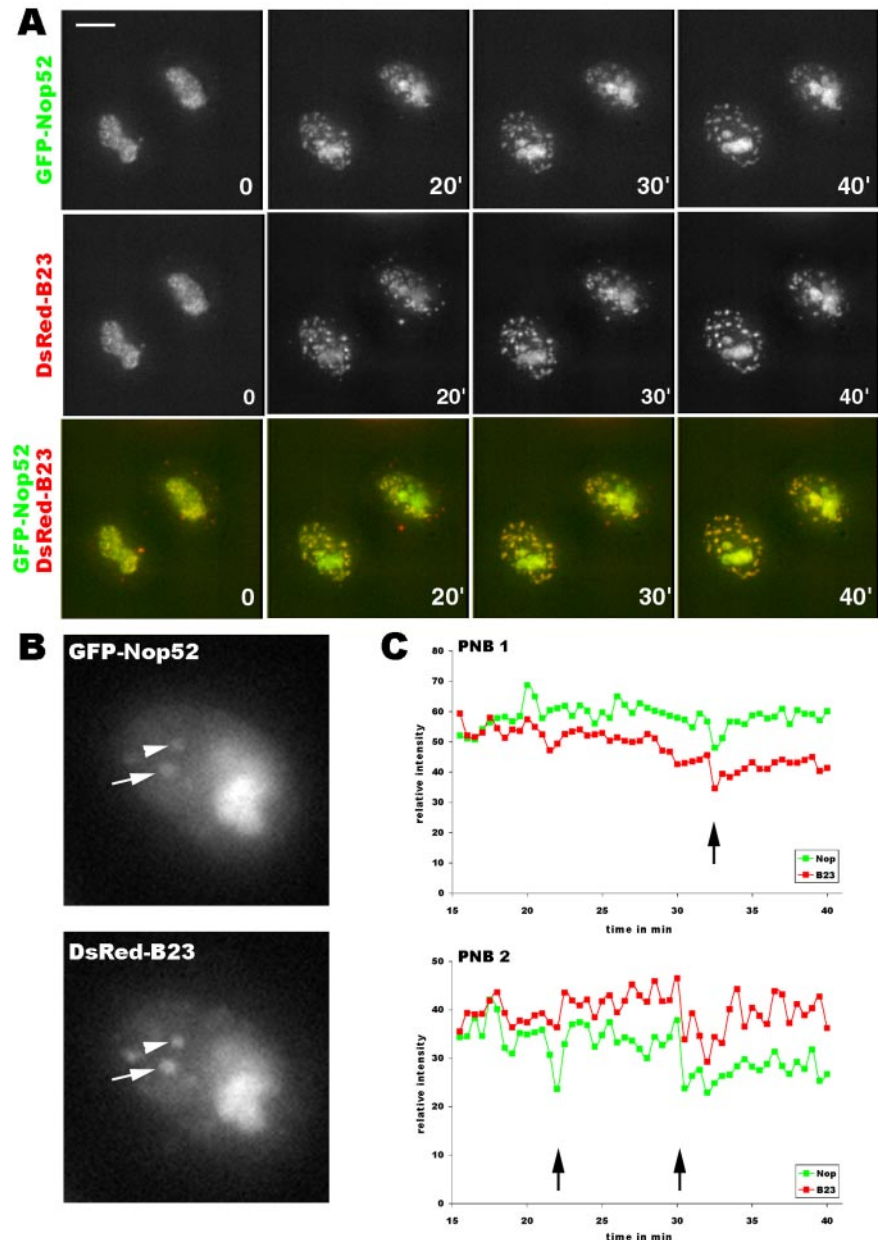 A
GFP-Nop52
0
20'
30'
40'
DsRed-B23
0
20'
30'
40'
GFP-Nop52
DsRed-B23
0
20'
30'
40'
B
GFP-Nop52
DsRed-B23
C
PNB 1
relative intensity
80
70
60
50
40
30
20
10
0
15
20
25
30
35
40
time in min
Nop
B23
PNB 2
relative intensity
50
40
30
20
10
0
15
20
25
30
35
40
time in min
Nop
B23